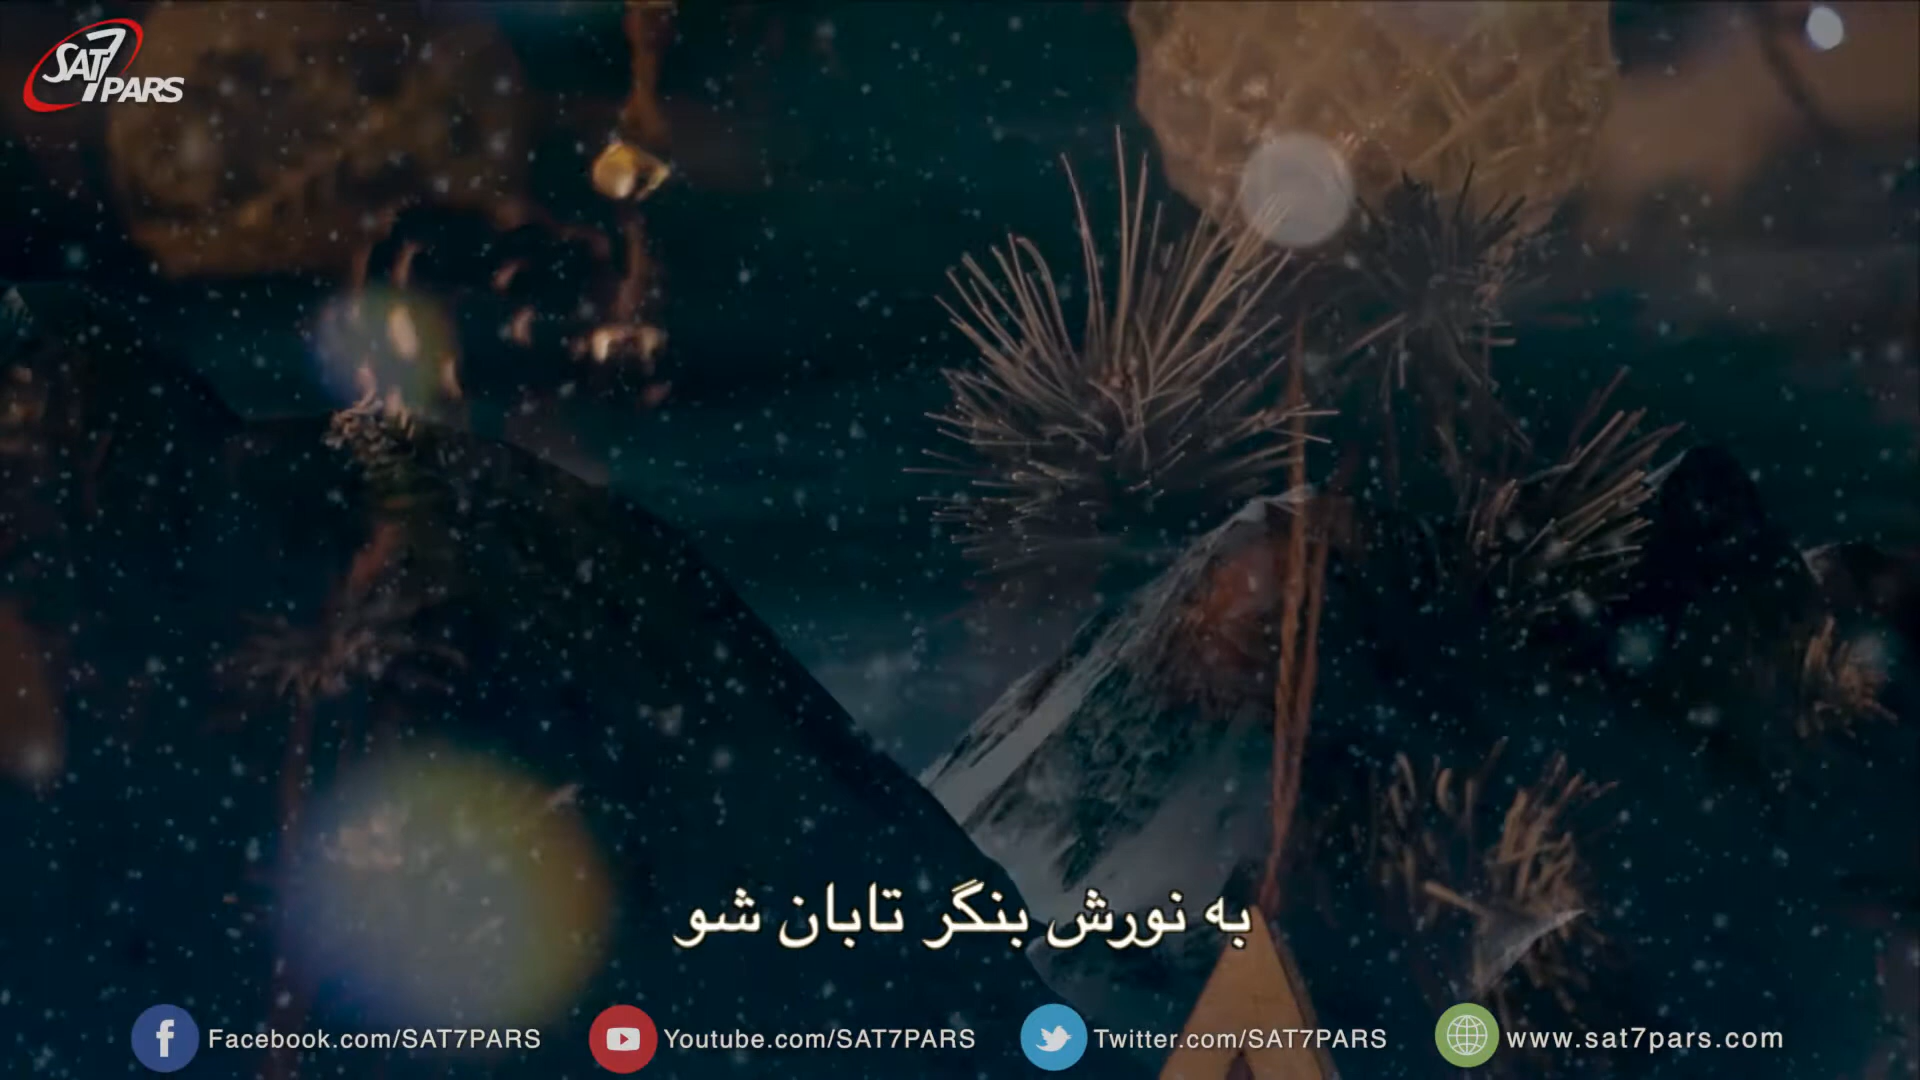 SAT7 PARS
به نورش بنگر تابان شو
Facebook.com/SAT7PARS
Youtube.com/SAT7PARS
Twitter.com/SAT7PARS
www.sat7pars.com